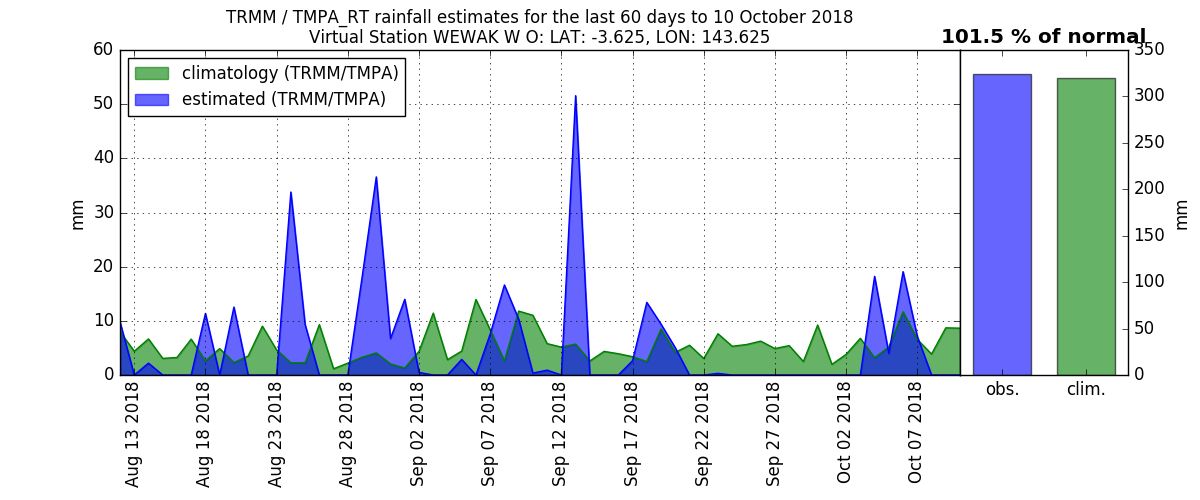 TRMM / TMPA_RT rainfall estimates for the last 60 days to 10 October 2018
Virtual Station WEWAK W O: LAT: -3.625, LON: 143.625
101.5 % of normal
climatology (TRMM/TMPA)
estimated (TRMM/TMPA)
60
50
40
30
20
10
0
mm
Aug 13 2018
Aug 18 2018
Aug 23 2018
Aug 28 2018
Sep 02 2018
Sep 07 2018
Sep 12 2018
Sep 17 2018
Sep 22 2018
Sep 27 2018
Oct 02 2018
Oct 07 2018
obs.
clim.
350
300
250
200
150
100
50
0
mm